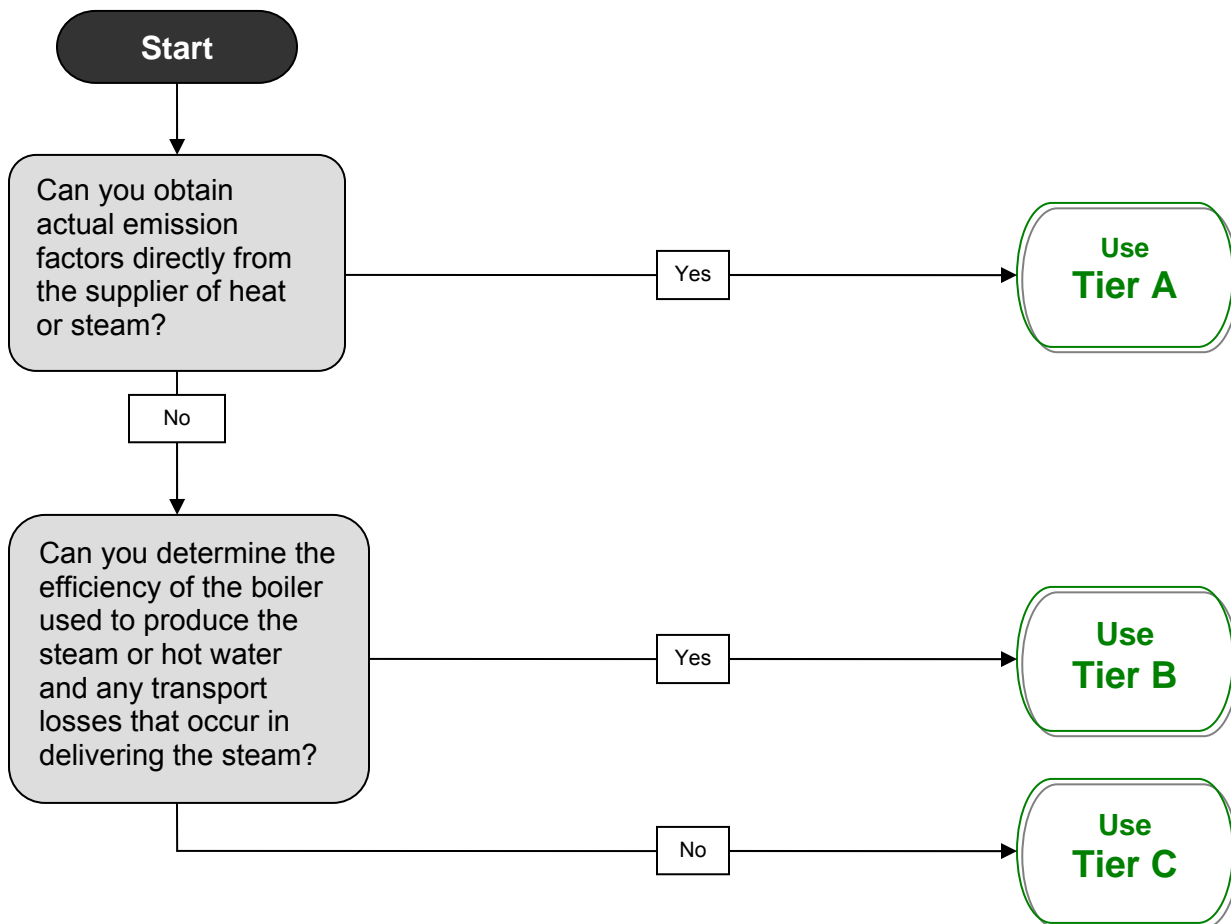 Start
Can you obtain
actual emission
factors directly from
the supplier of heat
or steam?
Yes
Use
Tier A
No
Can you determine the
efficiency of the boiler
used to produce the
steam or hot water
and any transport
losses that occur in
delivering the steam?
Yes
Use
Tier B
No
Use
Tier C